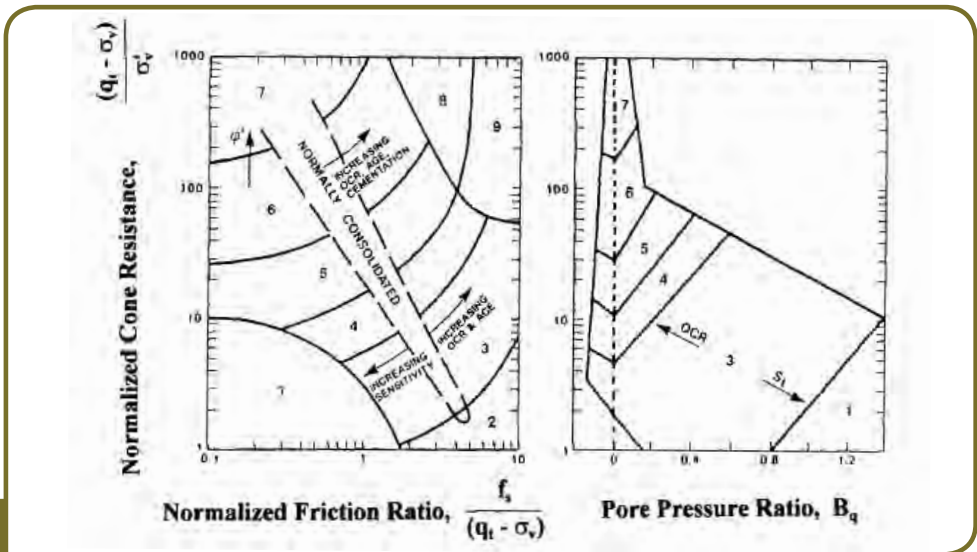 Normalized Cone Resistance, (qt - σv) / σ'v
1000
100
10
1
0.1
1
10
7
φ'
6
5
4
8
9
3
2
NORMALLY CONSOLIDATED
INCREASING
OCR, AGE,
CEMENTATION
INCREASING
OCR & AGE
INCREASING
SENSITIVITY
Normalized Friction Ratio, fs / (qt - σv)
1000
100
10
1
7
6
5
4
3
1
OCR
St
0
0.4
0.8
1.2
Pore Pressure Ratio, Bq